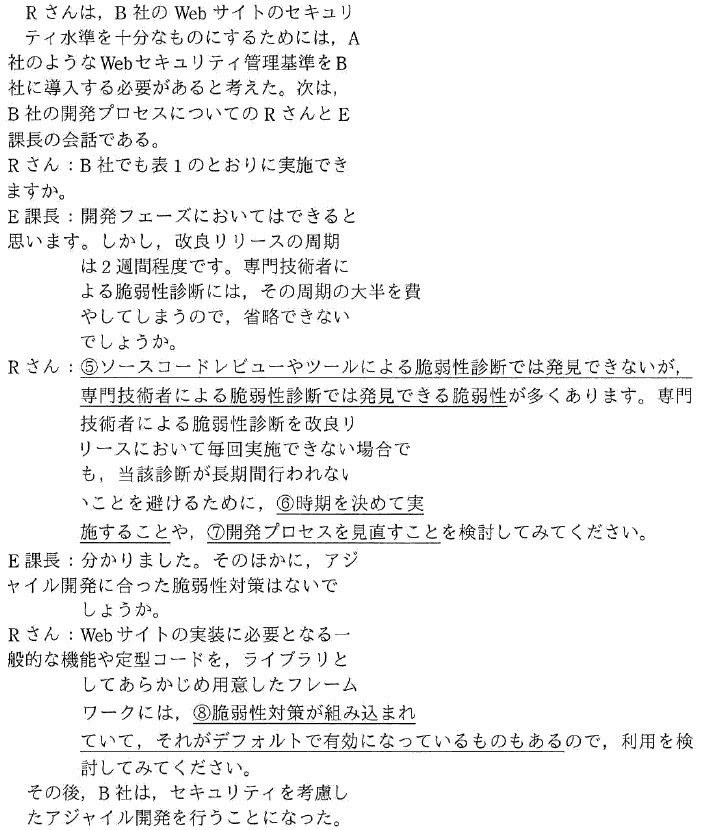 Rさんは，B社のWebサイトのセキュリ
ティ水準を十分なものにするためには，A
社のようなWebセキュリティ管理基準をB
社に導入する必要があると考えた。次は，
B社の開発プロセスについてのRさんとE
課長の会話である。
Rさん：B社でも表1のとおりに実施でき
ますか。
E課長：開発フェーズにおいてはできると
思います。しかし，改良リリースの周期
は2週間程度です。専門技術者に
よる脆弱性診断には，その周期の大半を費
やしてしまうので，省略できない
でしょうか。
Rさん：⑤ソースコードレビューやツールによる脆弱性診断では発見できないが，
専門技術者による脆弱性診断では発見できる脆弱性が多くあります。専門
技術者による脆弱性診断を改良リ
リースにおいて毎回実施できない場合で
も，当該診断が長期間行われない
いことを避けるために，⑥時期を決めて実
施することや，⑦開発プロセスを見直すことを検討してみてください。
E課長：分かりました。そのほかに，アジ
ャイル開発に合った脆弱性対策はないで
しょうか。
Rさん：Webサイトの実装に必要となる一
般的な機能や定型コードを，ライブラリと
してあらかじめ用意したフレーム
ワークには，⑧脆弱性対策が組み込まれ
ていて，それがデフォルトで有効になっているものもあるので，利用を検
討してみてください。
その後，B社は，セキュリティを考慮し
たアジャイル開発を行うことになった。